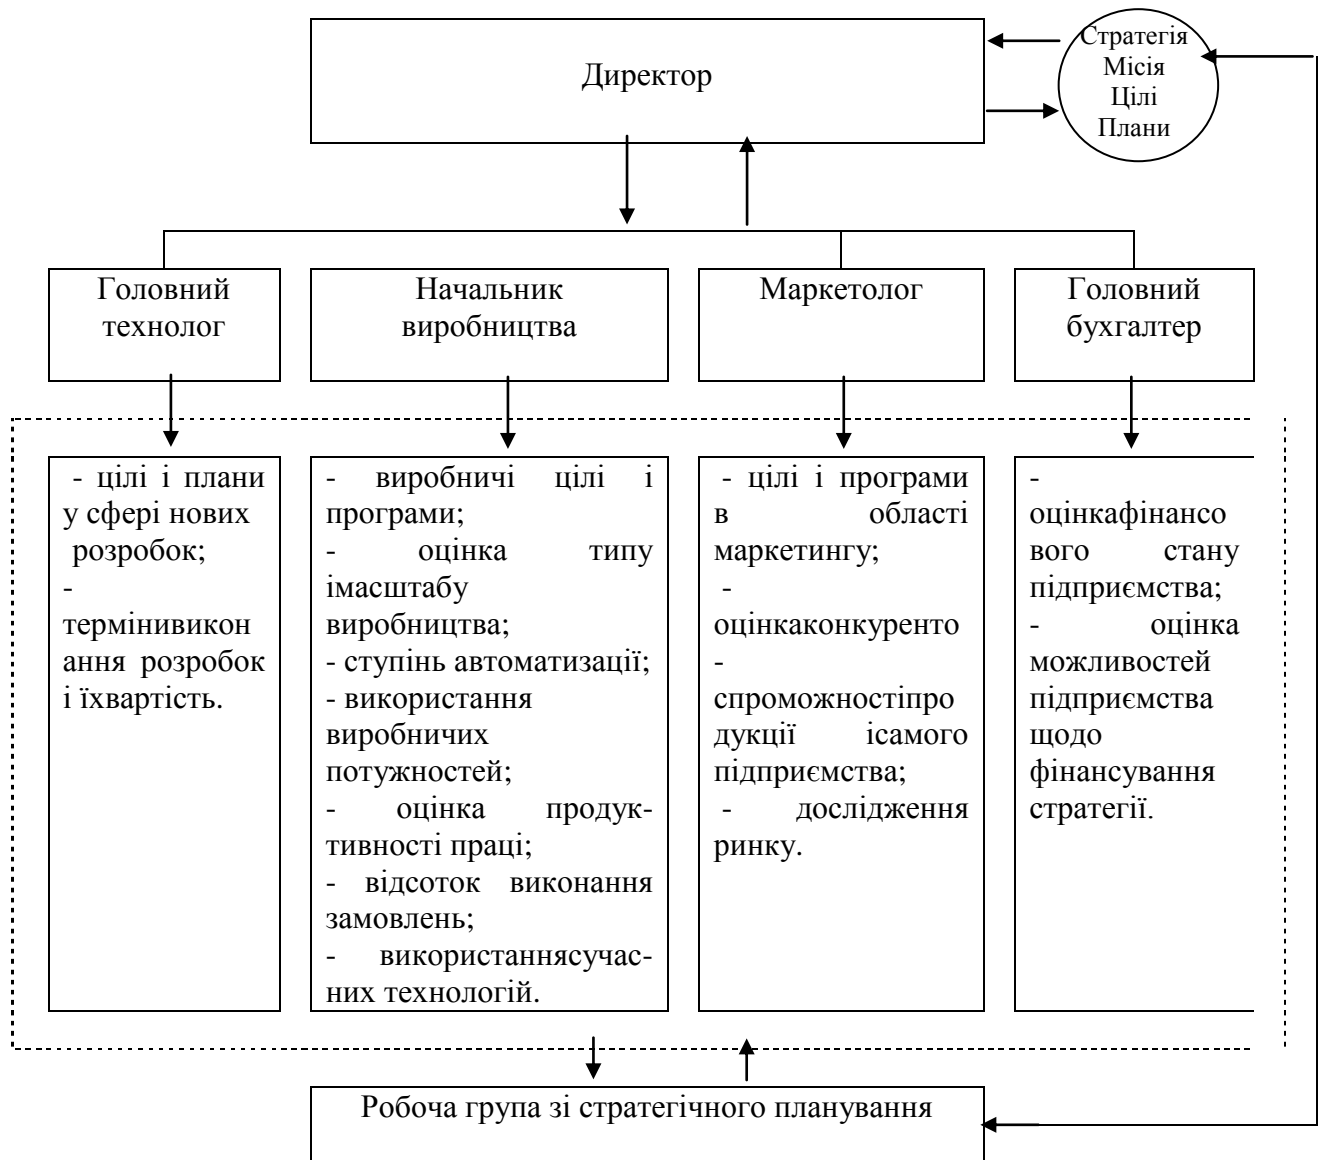 Директор
Стратегія
Місія
Цілі
Плани
Головний
технолог
Начальник
виробництва
Маркетолог
Головний
бухгалтер
- цілі і плани
у сфері нових
розробок;
-
термінивикон
ання розробок
і їхвартість.
- виробничі цілі і
програми;
- оцінка типу
імасштабу
виробництва;
- ступінь автоматизації;
- використання
виробничих
потужностей;
- оцінка продук-
тивності праці;
- відсоток виконання
замовлень;
- використаннясучас-
них технологій.
- цілі і програми
в області
маркетингу;
-
оцінкаконкуренто
-
спроможностіпро
дукції ісамого
підприємства;
- дослідження
ринку.
-
оцінкафінансо
вого стану
підприємства;
- оцінка
можливостей
підприємства
щодо
фінансування
стратегії.
Робоча група зі стратегічного планування